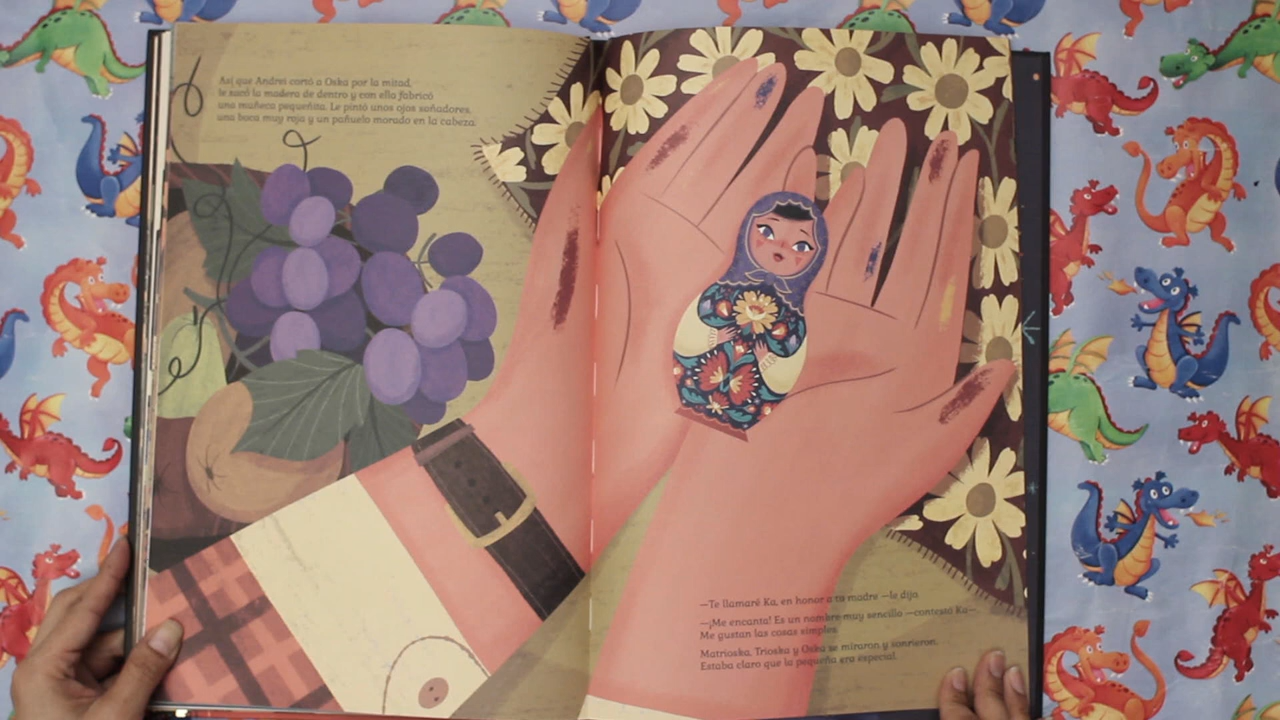 Así que Andrei cortó a Oska por la mitad,
le sacó la madera de dentro y con ella fabricó
una muñeca pequeñita. Le pintó unos ojos soñadores,
una boca muy roja y un pañuelo morado en la cabeza.
—Te llamaré Ka, en honor a tu madre —le dijo.
—¡Me encanta! Es un nombre muy sencillo —contestó Ka—.
Me gustan las cosas simples.
Matrioska, Trioska y Oska se miraron y sonrieron.
Estaba claro que la pequeña era especial.